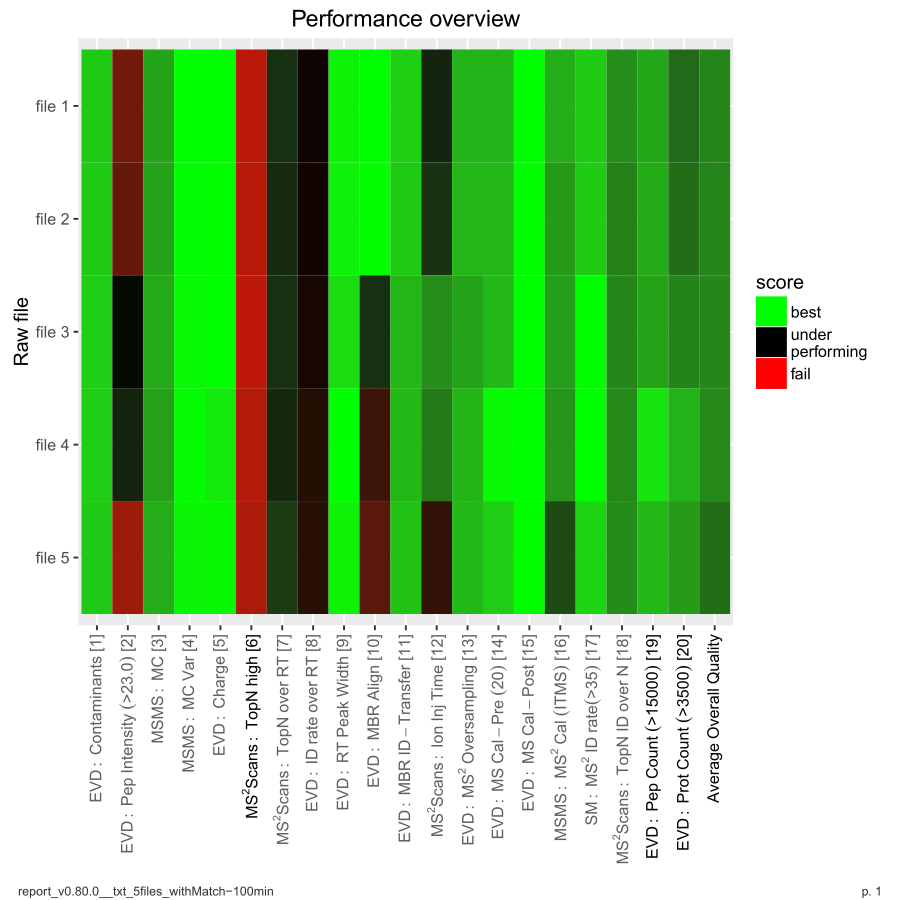 Performance overview
Raw file
file 1
file 2
file 3
file 4
file 5
score
best
under
performing
fail
EVD: Contaminants [1]
EVD: Pep Intensity (>23.0) [2]
MSMS: MC [3]
MSMS: MC Var [4]
EVD: Charge [5]
MS²Scans: TopN high [6]
MS²Scans: TopN over RT [7]
EVD: ID rate over RT [8]
EVD: RT Peak Width [9]
EVD: MBR Align [10]
EVD: MBR ID − Transfer [11]
MS²Scans: Ion Inj Time [12]
EVD: MS² Oversampling [13]
EVD: MS Cal − Pre (20) [14]
EVD: MS Cal − Post [15]
MSMS: MS² Cal (ITMS) [16]
SM: MS² ID rate(>35) [17]
MS²Scans: TopN ID over N [18]
EVD: Pep Count (>15000) [19]
EVD: Prot Count (>3500) [20]
Average Overall Quality
report_v0.80.0__txt_5files_withMatch−100min
p. 1